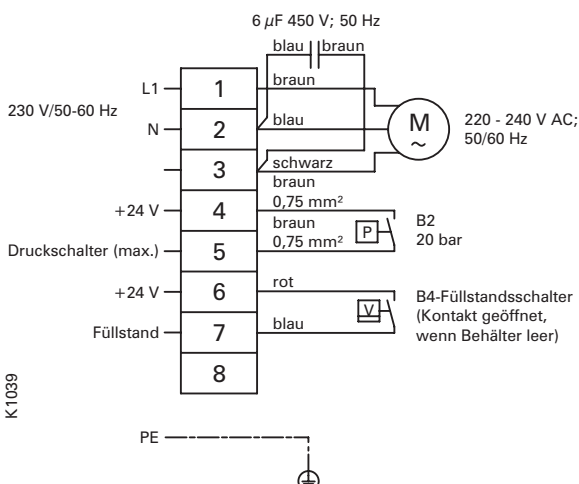 6 µF 450 V; 50 Hz
blau braun
L1 1 braun
230 V/50-60 Hz
N 2 blau
M
~
220 - 240 V AC;
50/60 Hz
3 schwarz
braun
0,75 mm²
+24 V 4
braun
0,75 mm²
P
B2
20 bar
Druckschalter (max.) 5
+24 V 6 rot
V
B4-Füllstandsschalter
(Kontakt geöffnet,
wenn Behälter leer)
Füllstand 7 blau
8
K1039
PE